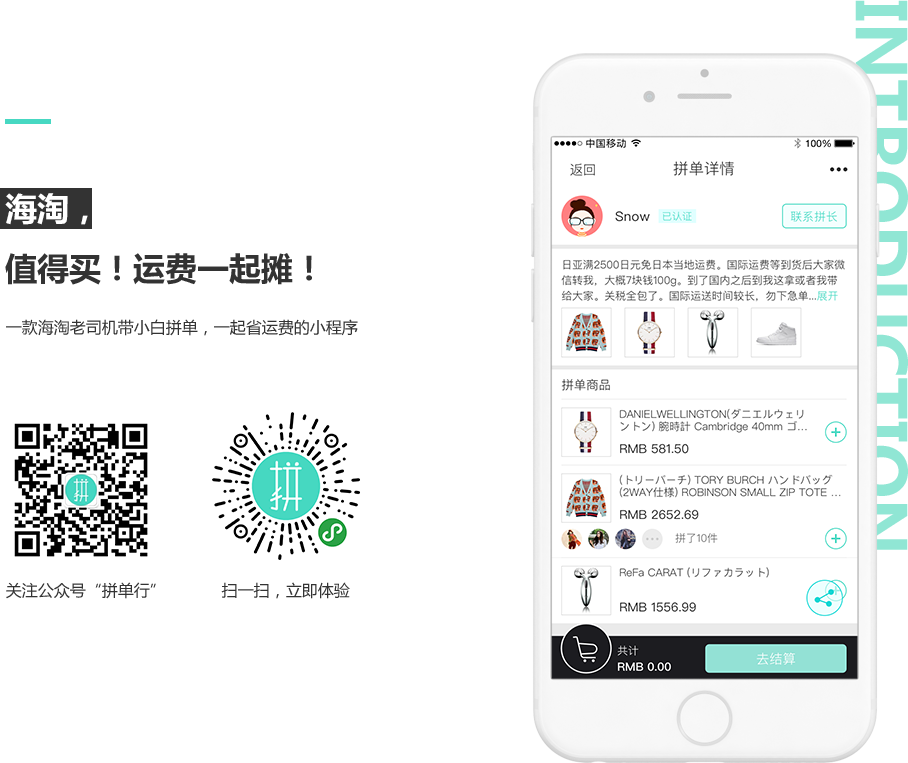 INTRODUCTION
海淘，
值得买！运费一起摊！
一款海淘老司机带小白拼单，一起省运费的小程序
拼
拼
关注公众号“拼单行”
扫一扫，立即体验
中国移动
100%
返回
拼单详情
Snow
已认证
联系拼长
日亚满2500日元免日本当地运费。国际运费等到货后大家微
信转我，大概7块钱100g。到了国内之后到我这拿或者我带
给大家。关税全包了。国际运送时间较长，勿下急单...展开
拼单商品
DANIELWELLINGTON(ダニエルウェリ
ントン) 腕時計 Cambridge 40mm ゴ...
RMB 581.50
(トリーバーチ) TORY BURCH ハンドバッグ
(2WAY仕様) ROBINSON SMALL ZIP TOTE ...
RMB 2652.69
拼了10件
ReFa CARAT (リファカラット)
RMB 1556.99
共计
RMB 0.00
去结算